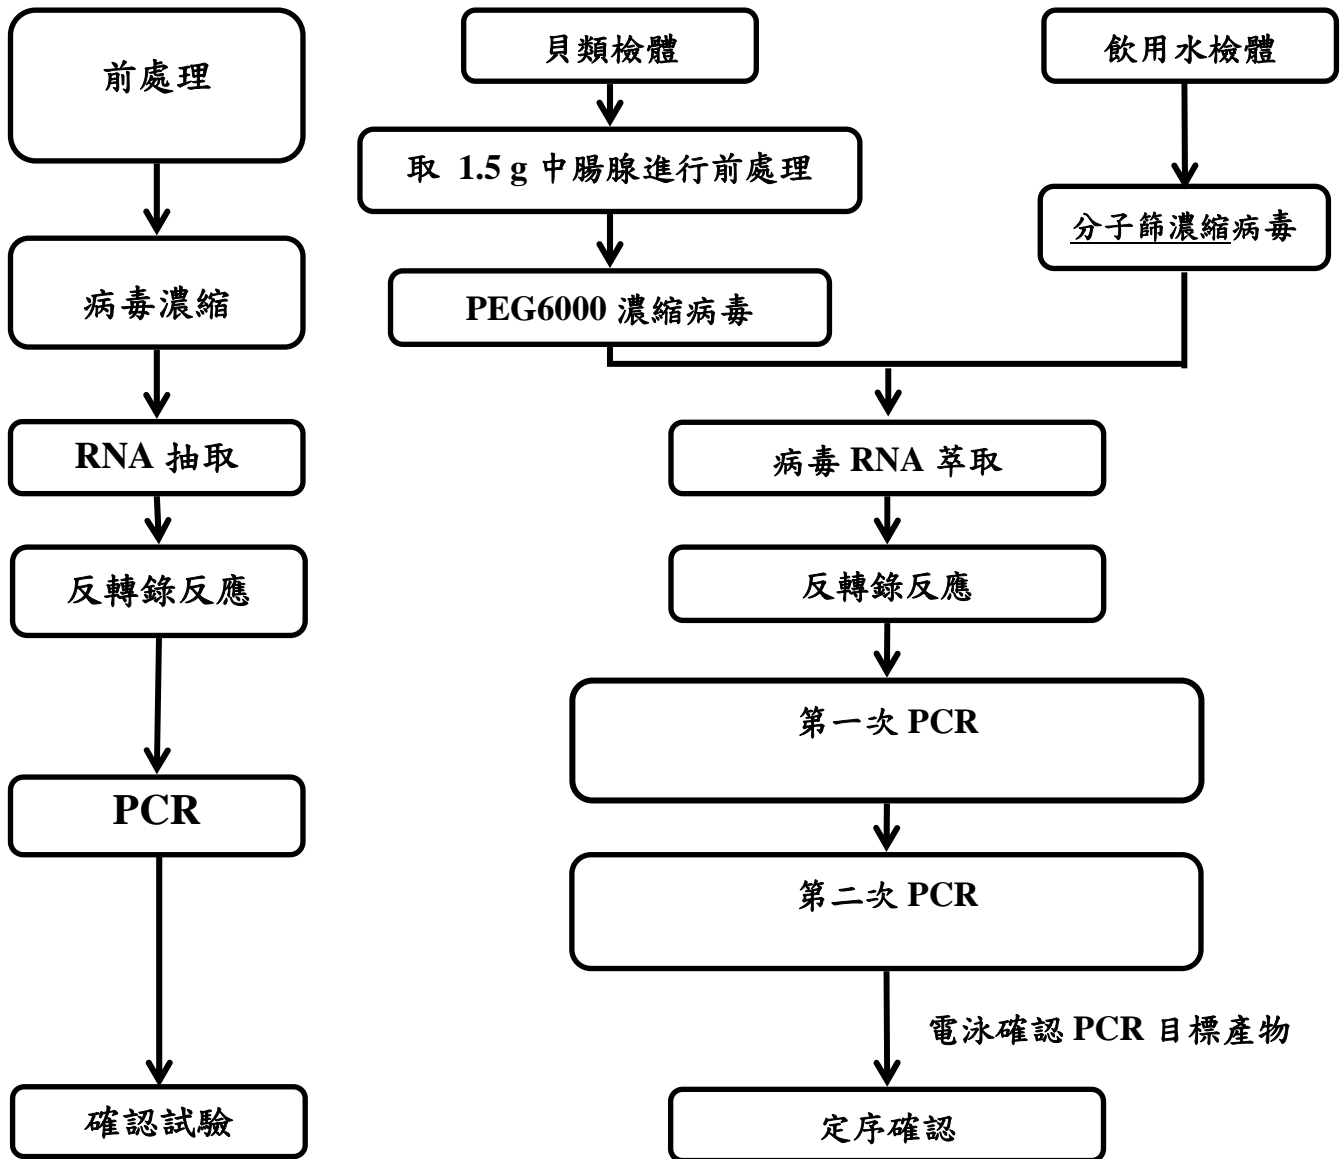 前處理
病毒濃縮
RNA 抽取
反轉錄反應
PCR
確認試驗
貝類檢體
取 1.5 g 中腸腺進行前處理
PEG6000 濃縮病毒
飲用水檢體
分子篩濃縮病毒
病毒 RNA 萃取
反轉錄反應
第一次 PCR
第二次 PCR
電泳確認 PCR 目標產物
定序確認